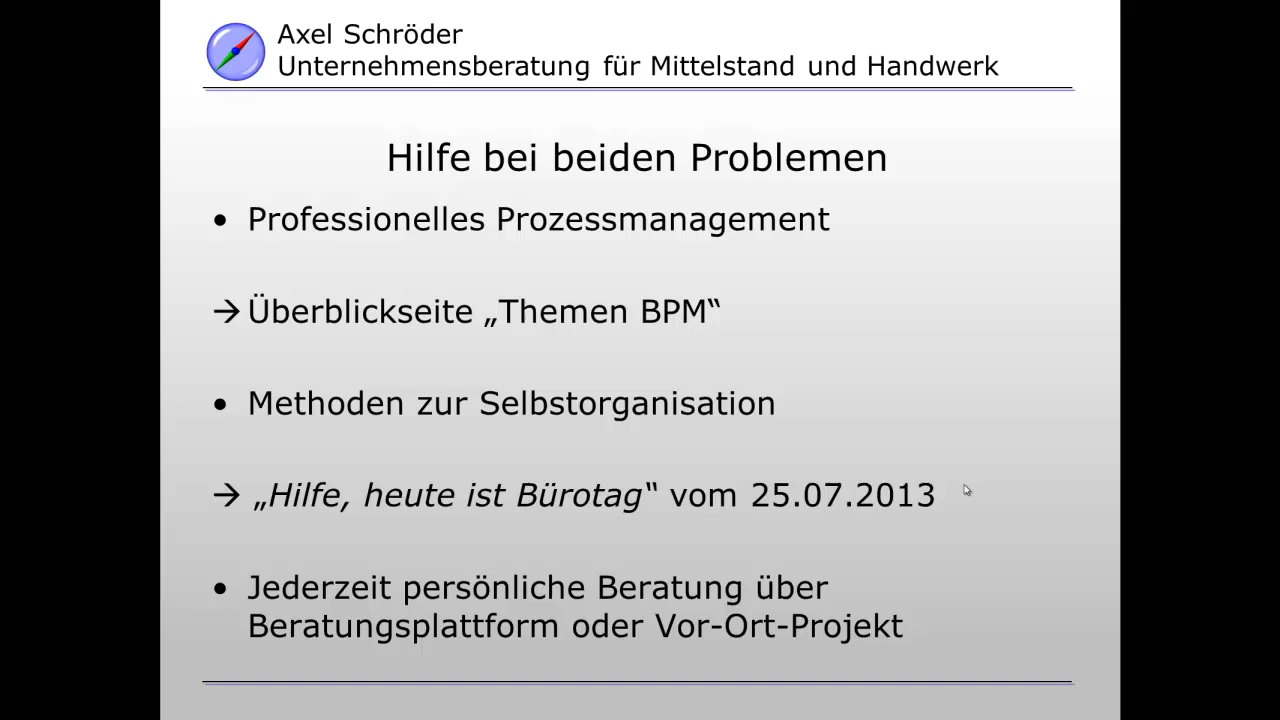 Axel Schröder
Unternehmensberatung für Mittelstand und Handwerk
Hilfe bei beiden Problemen
• Professionelles Prozessmanagement
→ Überblickseite „Themen BPM“
• Methoden zur Selbstorganisation
→ „Hilfe, heute ist Bürotag“ vom 25.07.2013
• Jederzeit persönliche Beratung über
Beratungsplattform oder Vor-Ort-Projekt